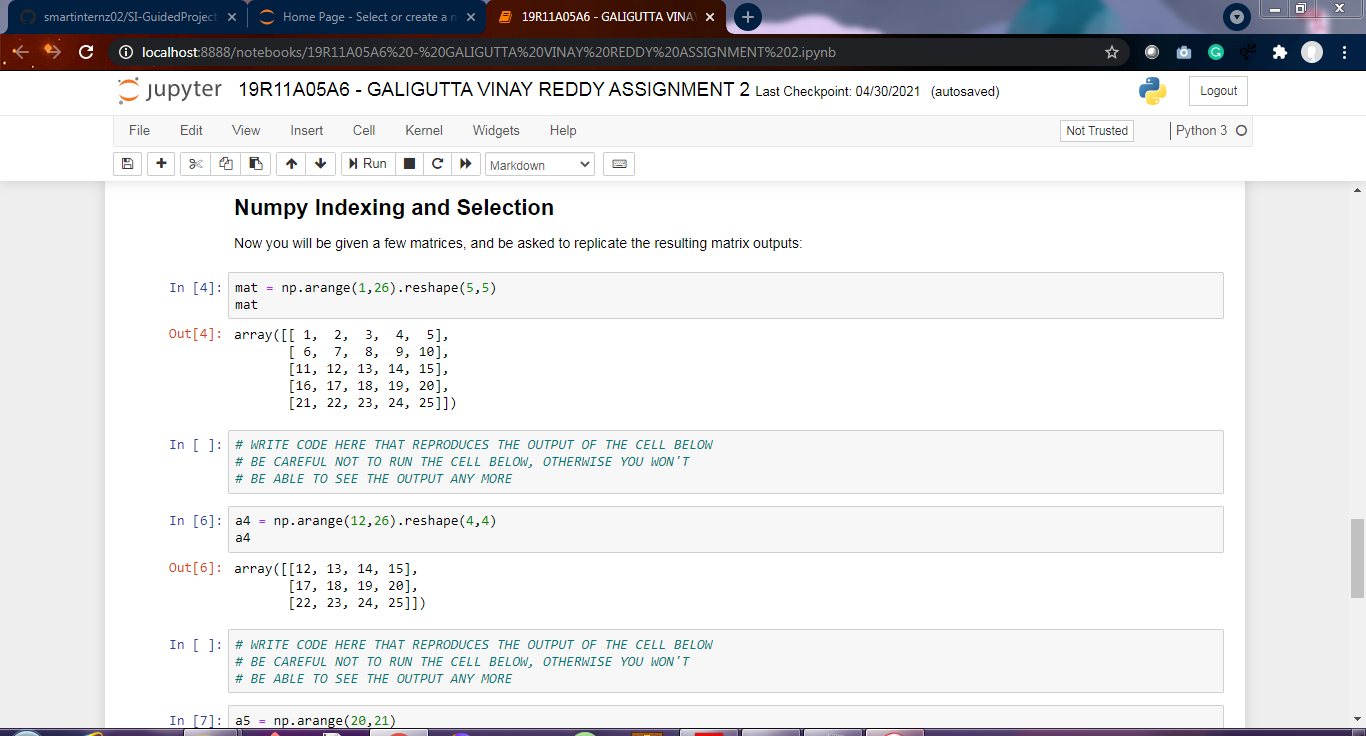 smartinternz02/SI-GuidedProject
Home Page - Select or create a n
19R11A05A6 - GALIGUTTA VINA
localhost:8888/notebooks/19R11A05A6%20-%20GALIGUTTA%20VINAY%20REDDY%20ASSIGNMENT%202.ipynb
jupyter 19R11A05A6 - GALIGUTTA VINAY REDDY ASSIGNMENT 2 Last Checkpoint: 04/30/2021 (autosaved) Logout
File Edit View Insert Cell Kernel Widgets Help Not Trusted Python 3
Run Markdown
Numpy Indexing and Selection
Now you will be given a few matrices, and be asked to replicate the resulting matrix outputs:
In [4]: mat = np.arange(1,26).reshape(5,5)
mat
Out[4]: array([[ 1, 2, 3, 4, 5],
[ 6, 7, 8, 9, 10],
[11, 12, 13, 14, 15],
[16, 17, 18, 19, 20],
[21, 22, 23, 24, 25]])
In [ ]: # WRITE CODE HERE THAT REPRODUCES THE OUTPUT OF THE CELL BELOW
# BE CAREFUL NOT TO RUN THE CELL BELOW, OTHERWISE YOU WON'T
# BE ABLE TO SEE THE OUTPUT ANY MORE
In [6]: a4 = np.arange(12,26).reshape(4,4)
a4
Out[6]: array([[12, 13, 14, 15],
[17, 18, 19, 20],
[22, 23, 24, 25]])
In [ ]: # WRITE CODE HERE THAT REPRODUCES THE OUTPUT OF THE CELL BELOW
# BE CAREFUL NOT TO RUN THE CELL BELOW, OTHERWISE YOU WON'T
# BE ABLE TO SEE THE OUTPUT ANY MORE
In [7]: a5 = np.arange(20,21)